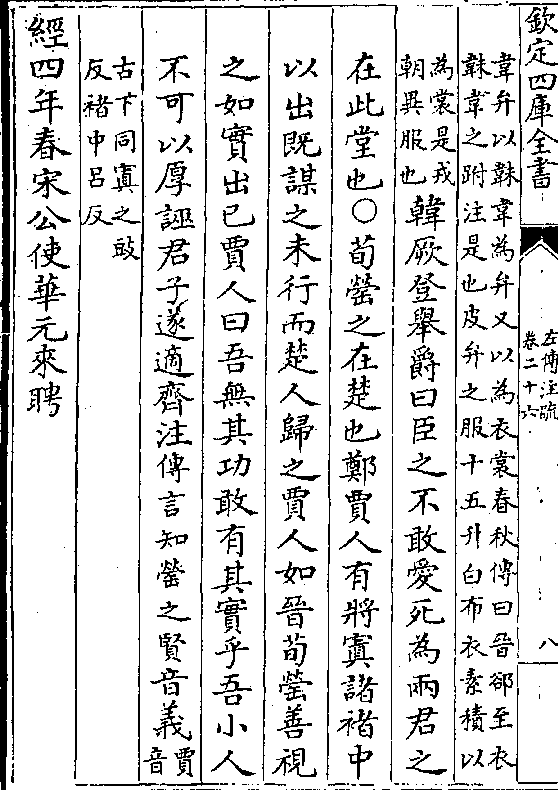 欽定四庫全書
左傳注疏
卷二十六
八
韋弁以韎韋為弁又以為衣裳春秋傳曰晉郤至衣
韎韋之跗注是也皮弁之服十五升白布衣素積以
為裳是戎
朝異服也
韓厥登舉爵曰臣之不敢愛死為兩君之
在此堂也○荀罃之在楚也鄭賈人有將寘諸褚中
以出既謀之未行而楚人歸之賈人如晉荀罃善視
之如實出已賈人曰吾無其功敢有其實乎吾小人
不可以厚誣君子遂適齊注傳言知罃之賢音義賈
音
古下同寘之豉
反褚中呂反
經四年春宋公使華元來聘